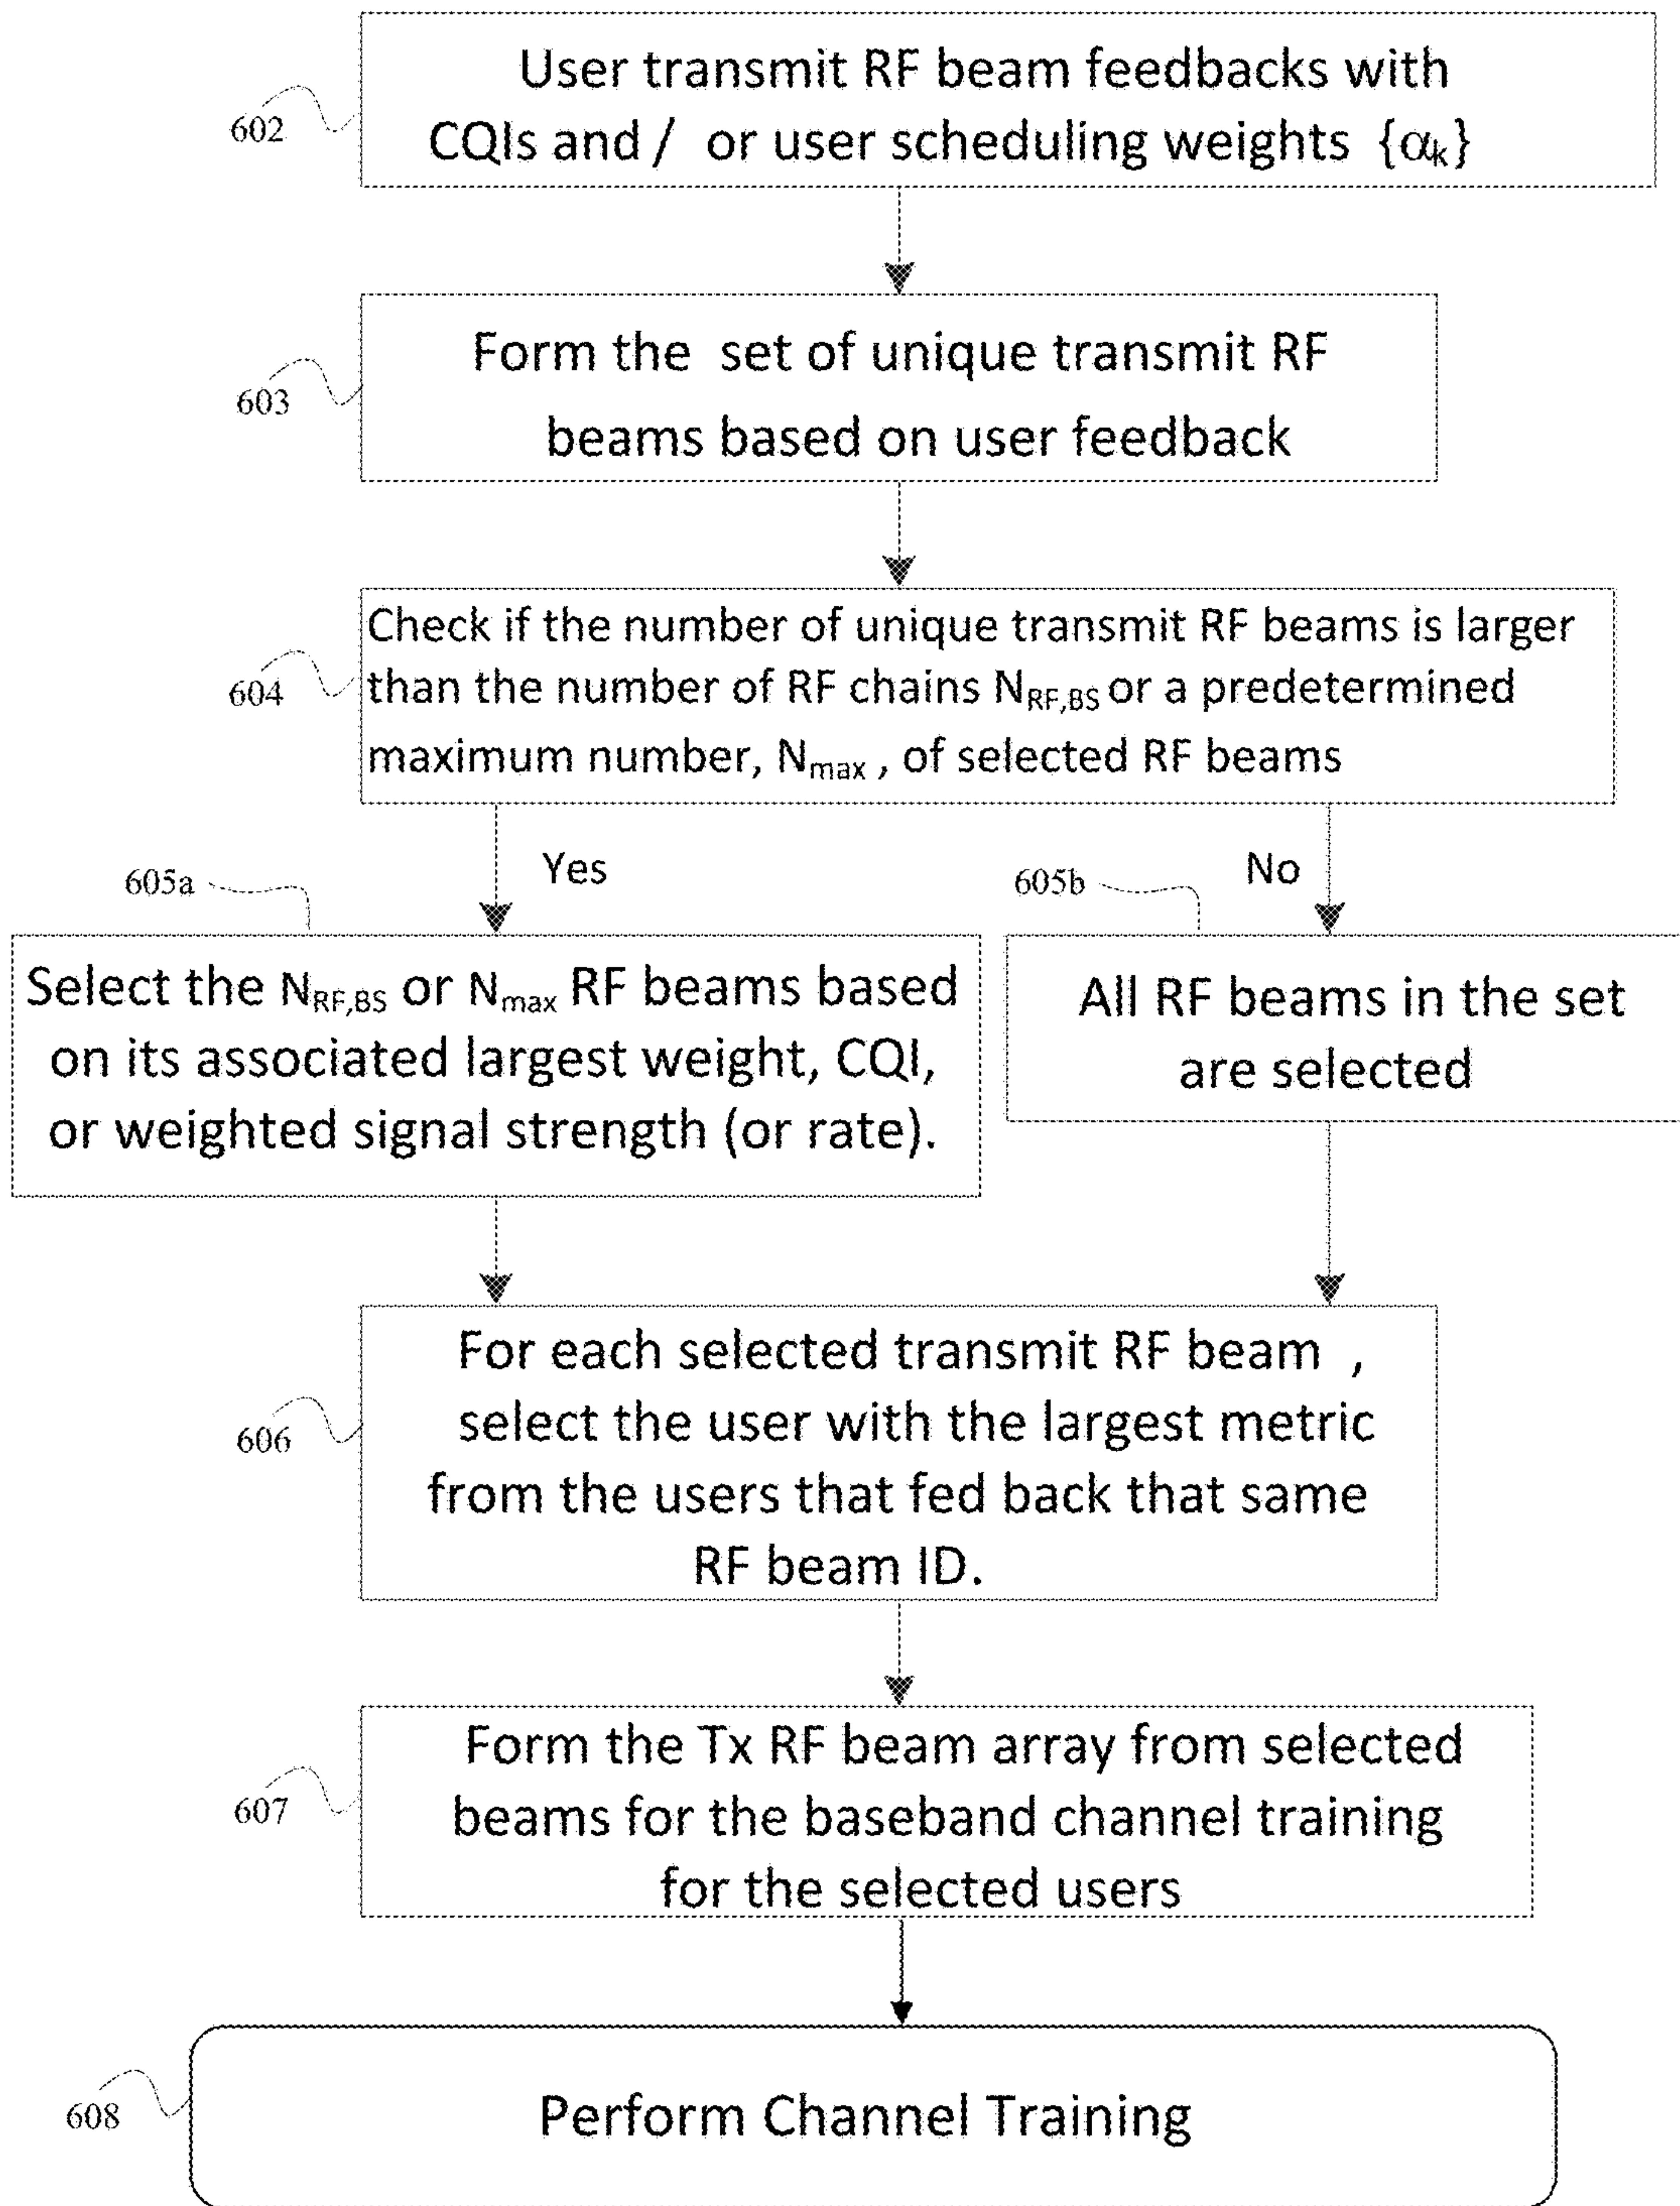 User transmit RF beam feedbacks with
CQIs and / or user scheduling weights {αk}
602
Form the set of unique transmit RF
beams based on user feedback
603
Check if the number of unique transmit RF beams is larger
than the number of RF chains NRF,BS or a predetermined
maximum number, Nmax , of selected RF beams
604
Yes
No
605a
605b
Select the NRF,BS or Nmax RF beams based
on its associated largest weight, CQI,
or weighted signal strength (or rate).
All RF beams in the set
are selected
For each selected transmit RF beam ,
select the user with the largest metric
from the users that fed back that same
RF beam ID.
606
Form the Tx RF beam array from selected
beams for the baseband channel training
for the selected users
607
Perform Channel Training
608